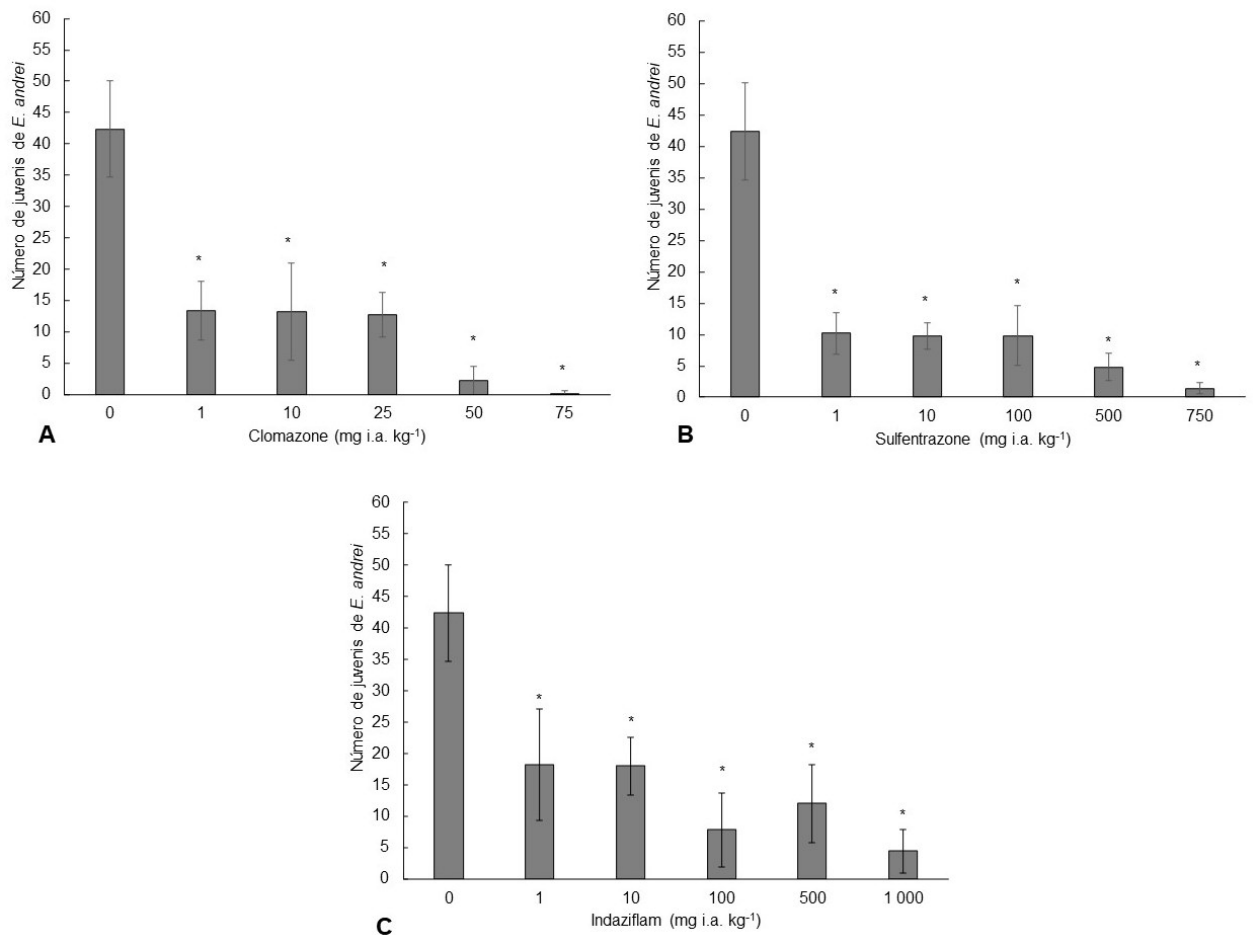 60
55
50
45
40
35
30
25
20
15
10
5
0
Número de juvenis de E. andrei
* * * * *
0 1 10 25 50 75
Clomazone (mg i.a. kg-1)
A
60
55
50
45
40
35
30
25
20
15
10
5
0
Número de juvenis de E. andrei
* * * * *
0 1 10 100 500 750
Sulfentrazone (mg i.a. kg-1)
B
60
55
50
45
40
35
30
25
20
15
10
5
0
Número de juvenis de E. andrei
* * * * *
0 1 10 100 500 1 000
Indaziflam (mg i.a. kg-1)
C